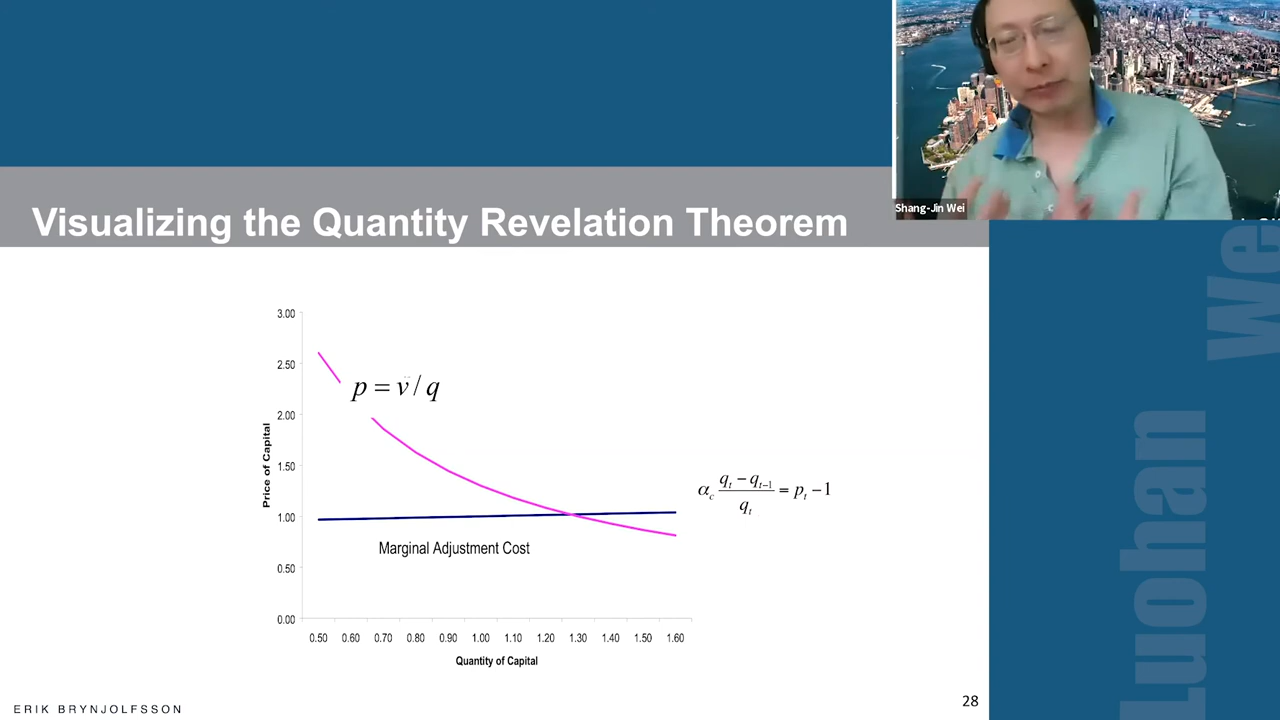 Shang-Jin Wei
Visualizing the Quantity Revelation Theorem
3.00
2.50
2.00
1.50
1.00
0.50
0.00
Price of Capital
p = v / q
α_c (q_t − q_{t−1}) / q_t = p_t − 1
Marginal Adjustment Cost
0.50 0.60 0.70 0.80 0.90 1.00 1.10 1.20 1.30 1.40 1.50 1.60
Quantity of Capital
Luohan We
ERIK BRYNJOLFSSON
28